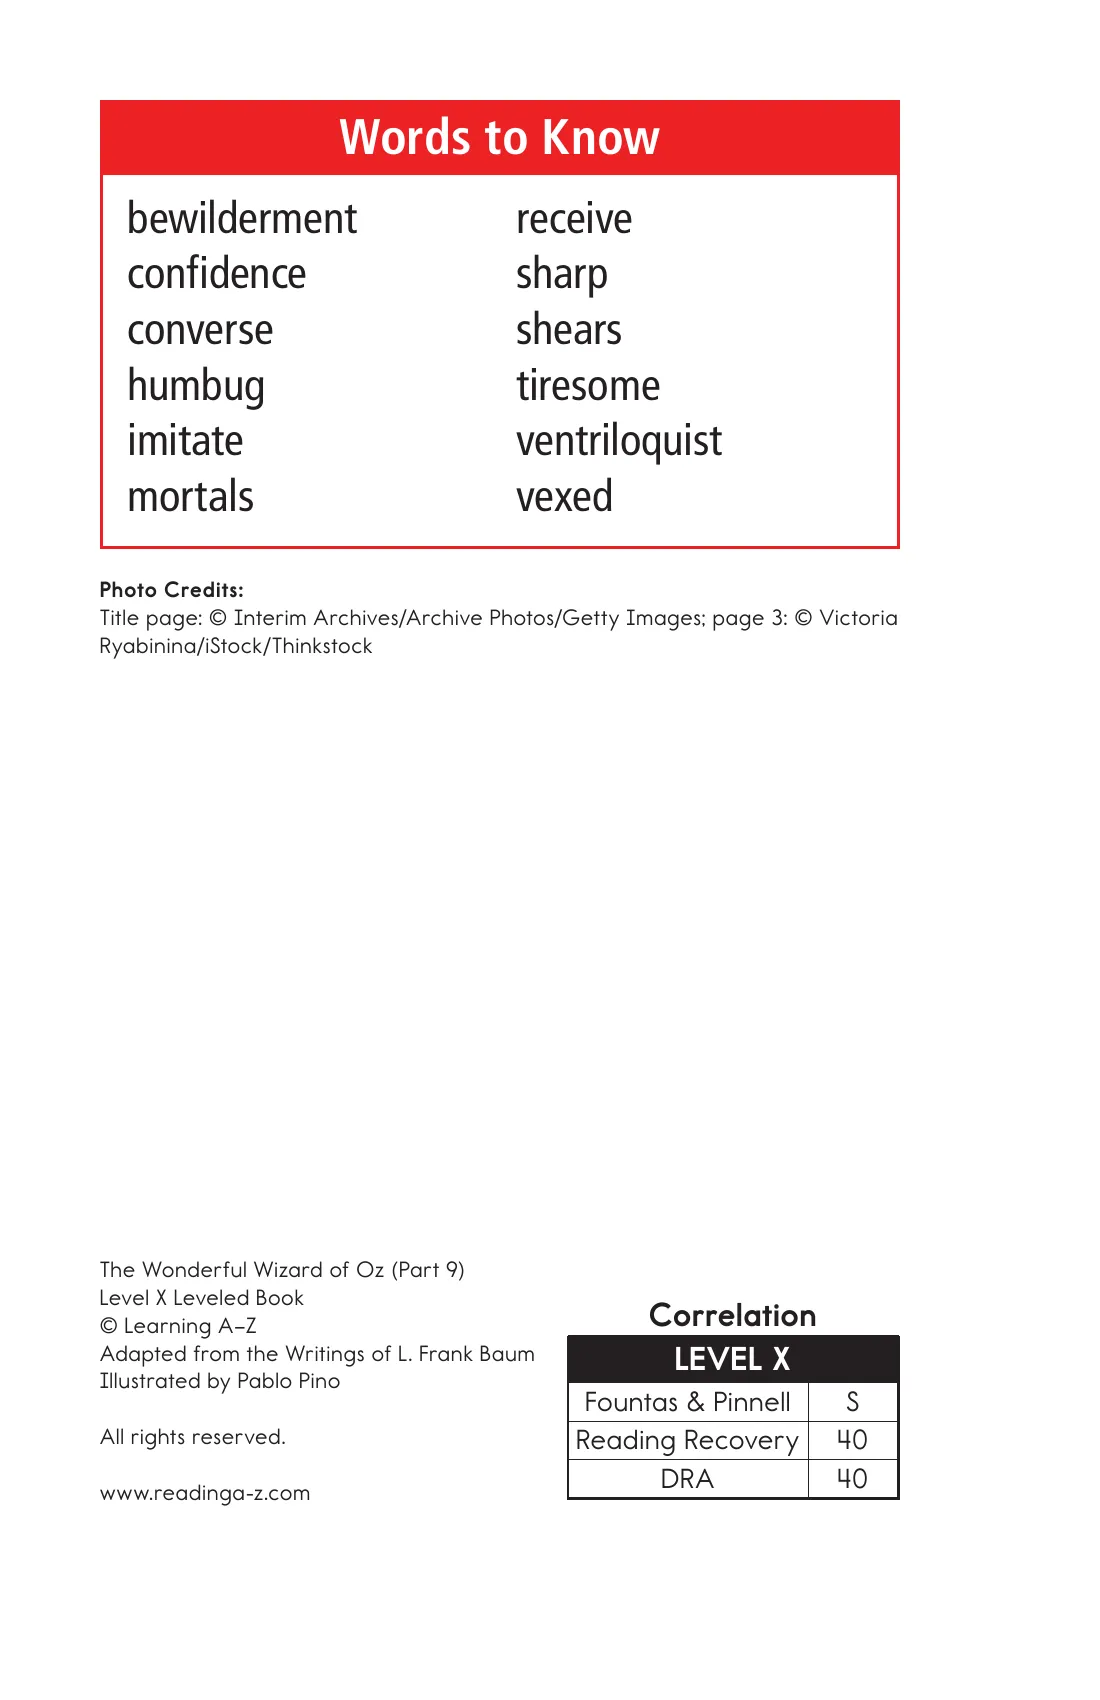 Words to Know
bewilderment
confidence
converse
humbug
imitate
mortals
receive
sharp
shears
tiresome
ventriloquist
vexed
Photo Credits:
Title page: © Interim Archives/Archive Photos/Getty Images; page 3: © Victoria
Ryabinina/iStock/Thinkstock
The Wonderful Wizard of Oz (Part 9)
Level X Leveled Book
© Learning A–Z
Adapted from the Writings of L. Frank Baum
Illustrated by Pablo Pino
All rights reserved.
www.readinga-z.com
Correlation
LEVEL X
Fountas & Pinnell S
Reading Recovery 40
DRA 40